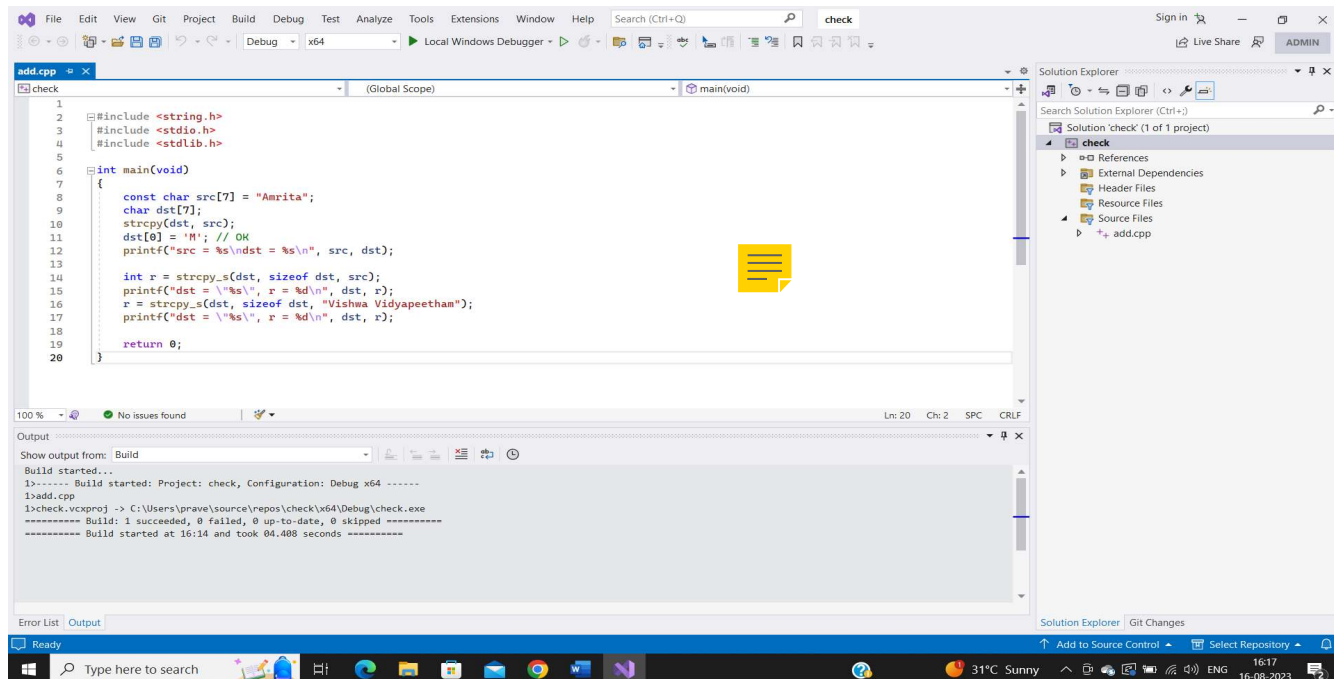 File Edit View Git Project Build Debug Test Analyze Tools Extensions Window Help Search (Ctrl+Q) check Sign in
Debug x64 Local Windows Debugger Live Share ADMIN
add.cpp
check (Global Scope) main(void)
1
2 #include <string.h>
3 #include <stdio.h>
4 #include <stdlib.h>
5
6 int main(void)
7 {
8 const char src[7] = "Amrita";
9 char dst[7];
10 strcpy(dst, src);
11 dst[0] = 'M'; // OK
12 printf("src = %s\ndst = %s\n", src, dst);
13
14 int r = strcpy_s(dst, sizeof dst, src);
15 printf("dst = \"%s\", r = %d\n", dst, r);
16 r = strcpy_s(dst, sizeof dst, "Vishwa Vidyapeetham");
17 printf("dst = \"%s\", r = %d\n", dst, r);
18
19 return 0;
20 }
100 % No issues found Ln: 20 Ch: 2 SPC CRLF
Output
Show output from: Build
Build started...
1>------ Build started: Project: check, Configuration: Debug x64 ------
1>add.cpp
1>check.vcxproj -> C:\Users\prave\source\repos\check\x64\Debug\check.exe
========== Build: 1 succeeded, 0 failed, 0 up-to-date, 0 skipped ==========
========== Build started at 16:14 and took 04.408 seconds ==========
Error List Output
Solution Explorer
Search Solution Explorer (Ctrl+;)
Solution 'check' (1 of 1 project)
check
References
External Dependencies
Header Files
Resource Files
Source Files
add.cpp
Solution Explorer Git Changes
Ready Add to Source Control Select Repository
Type here to search 31°C Sunny ENG 16:17
16-08-2023